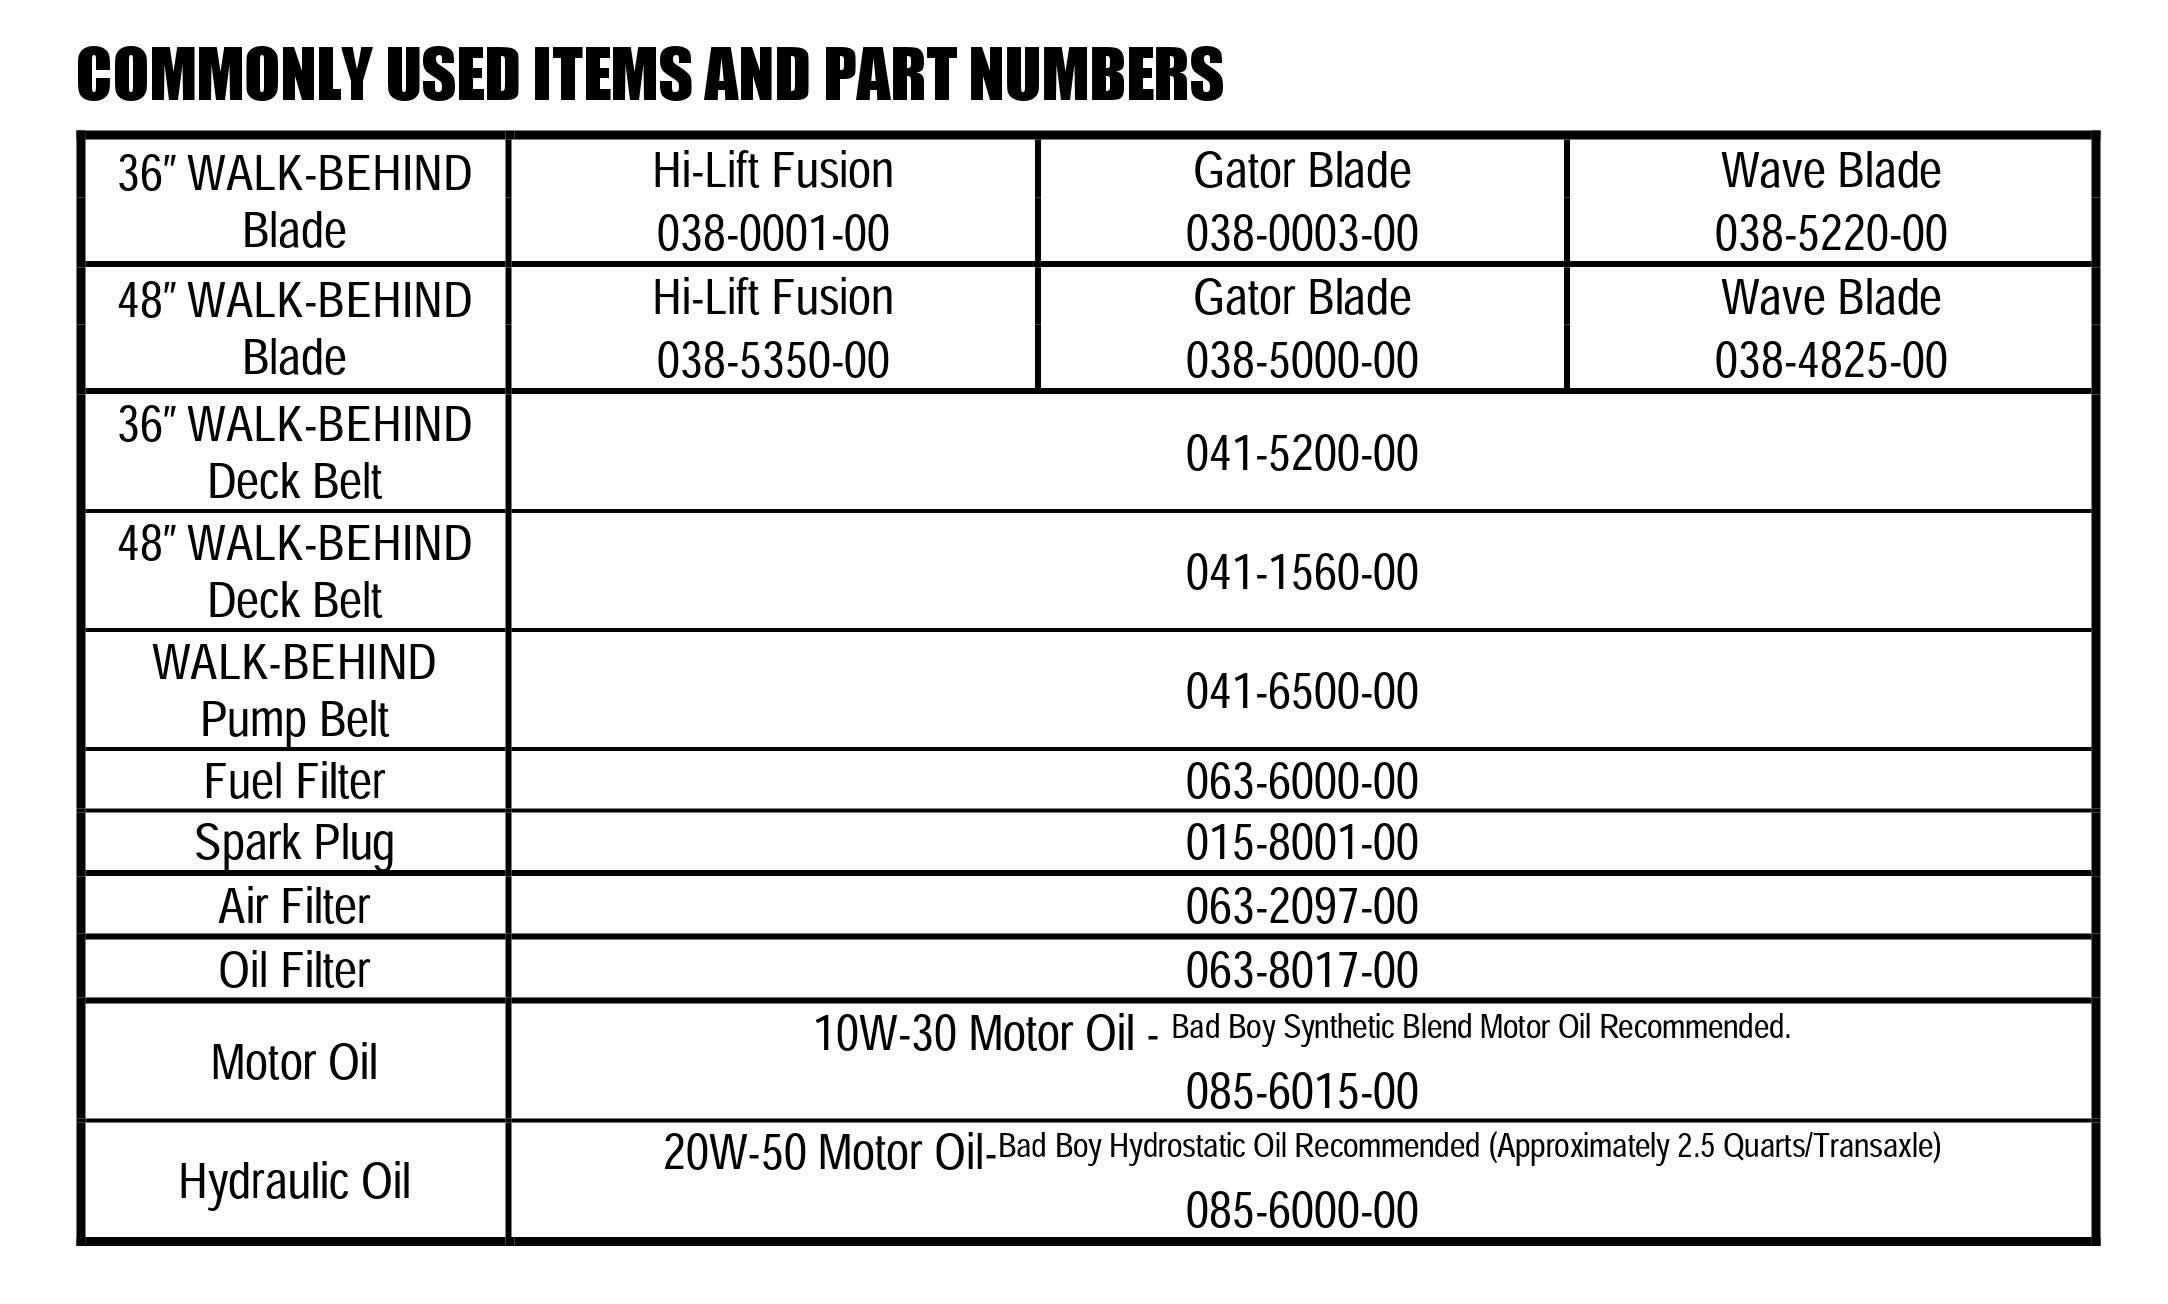 COMMONLY USED ITEMS AND PART NUMBERS
36″ WALK-BEHIND
Blade
Hi-Lift Fusion
038-0001-00
Gator Blade
038-0003-00
Wave Blade
038-5220-00
48″ WALK-BEHIND
Blade
Hi-Lift Fusion
038-5350-00
Gator Blade
038-5000-00
Wave Blade
038-4825-00
36″ WALK-BEHIND
Deck Belt
041-5200-00
48″ WALK-BEHIND
Deck Belt
041-1560-00
WALK-BEHIND
Pump Belt
041-6500-00
Fuel Filter
063-6000-00
Spark Plug
015-8001-00
Air Filter
063-2097-00
Oil Filter
063-8017-00
Motor Oil
10W-30 Motor Oil - Bad Boy Synthetic Blend Motor Oil Recommended.
085-6015-00
Hydraulic Oil
20W-50 Motor Oil-Bad Boy Hydrostatic Oil Recommended (Approximately 2.5 Quarts/Transaxle)
085-6000-00